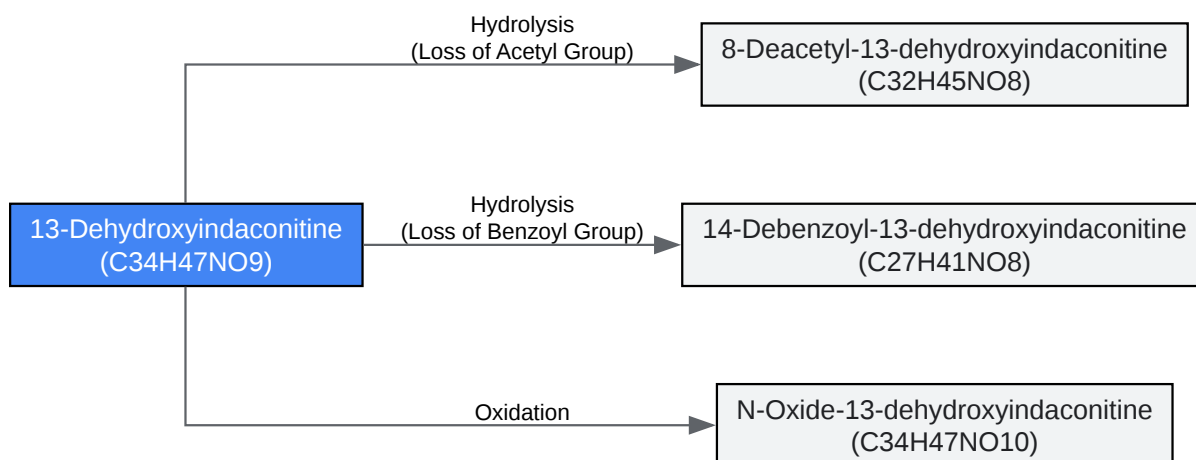 Hydrolysis
(Loss of Acetyl Group)
8-Deacetyl-13-dehydroxyindaconitine
(C32H45NO8)
13-Dehydroxyindaconitine
(C34H47NO9)
Hydrolysis
(Loss of Benzoyl Group)
14-Debenzoyl-13-dehydroxyindaconitine
(C27H41NO8)
Oxidation
N-Oxide-13-dehydroxyindaconitine
(C34H47NO10)